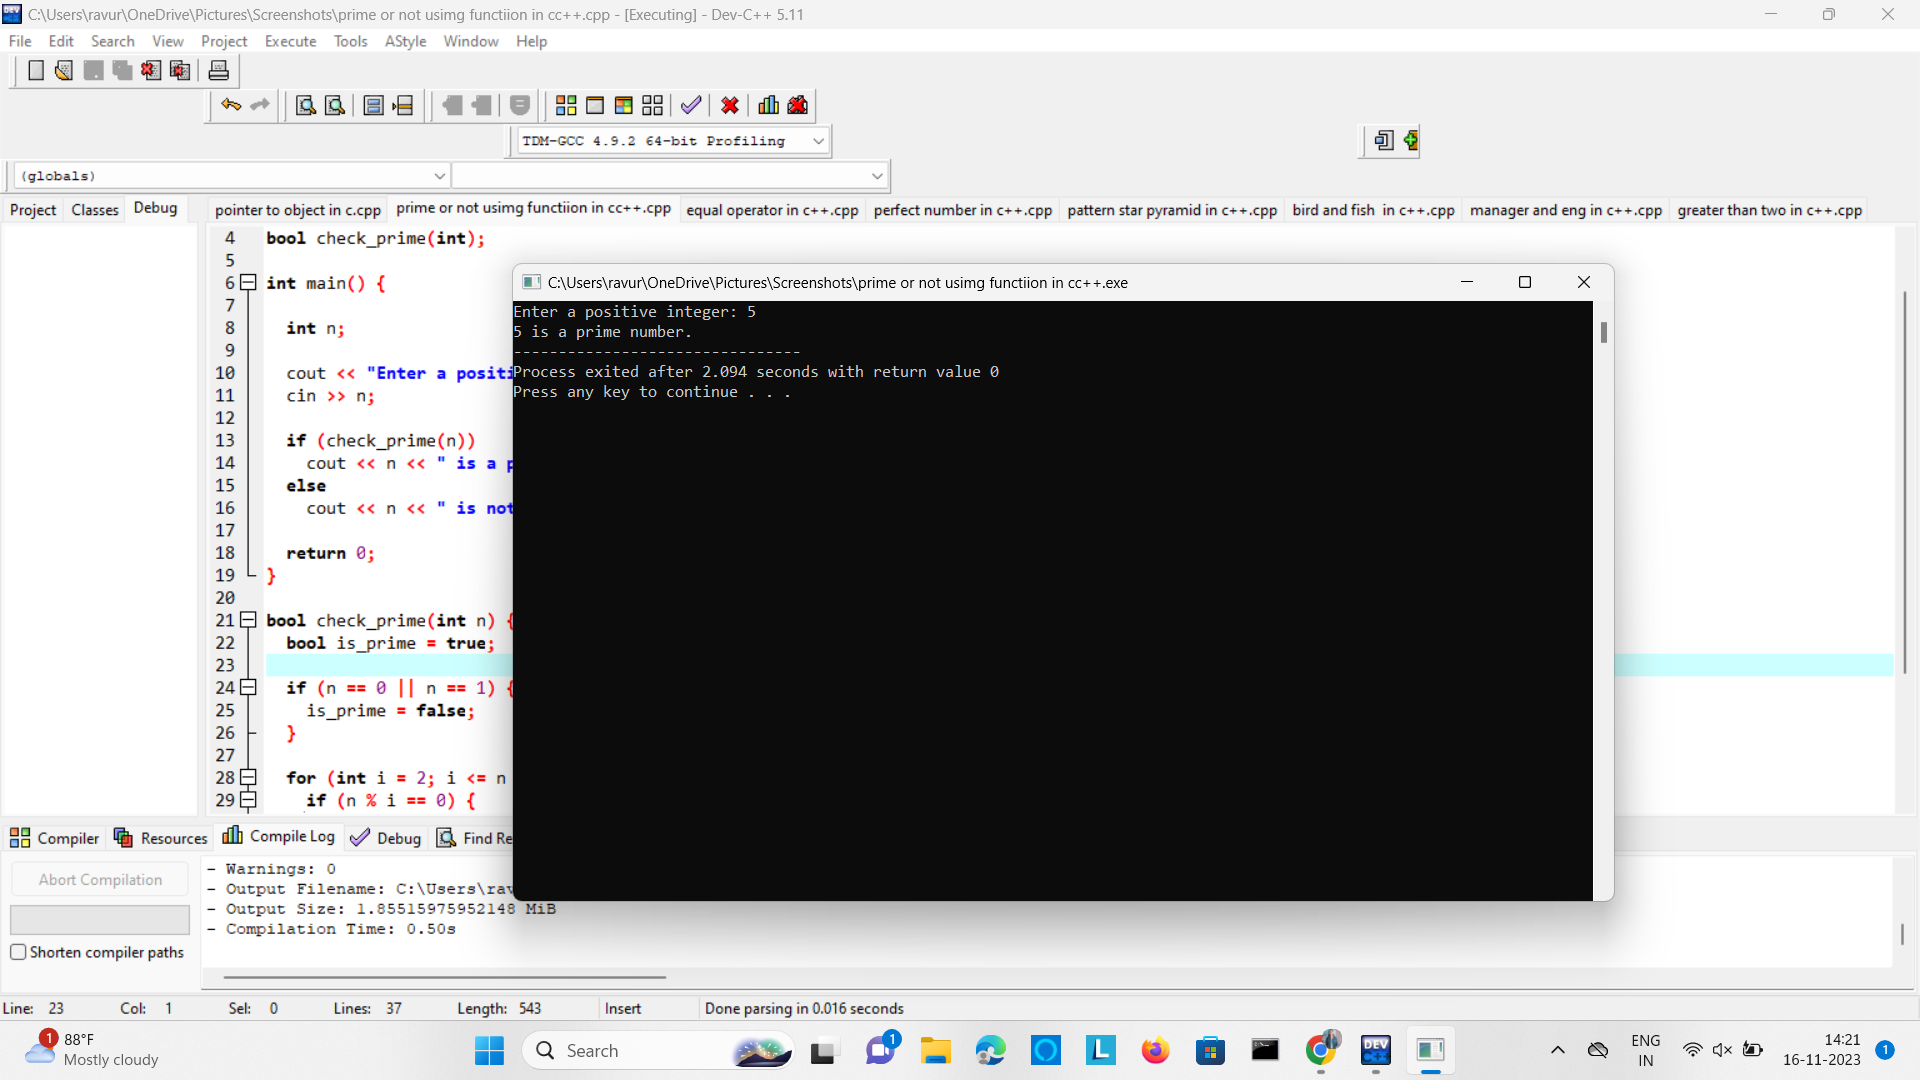 C:\Users\ravur\OneDrive\Pictures\Screenshots\prime or not usimg functiion in cc++.cpp - [Executing] - Dev-C++ 5.11
File Edit Search View Project Execute Tools AStyle Window Help
TDM-GCC 4.9.2 64-bit Profiling
(globals)
Project Classes Debug
pointer to object in c.cpp prime or not usimg functiion in cc++.cpp equal operator in c++.cpp perfect number in c++.cpp pattern star pyramid in c++.cpp bird and fish in c++.cpp manager and eng in c++.cpp greater than two in c++.cpp
4 bool check_prime(int);
5
6 int main() {
7
8 int n;
9
10 cout << "Enter a positi
11 cin >> n;
12
13 if (check_prime(n))
14 cout << n << " is a p
15 else
16 cout << n << " is not
17
18 return 0;
19 }
20
21 bool check_prime(int n) {
22 bool is_prime = true;
23
24 if (n == 0 || n == 1) {
25 is_prime = false;
26 }
27
28 for (int i = 2; i <= n
29 if (n % i == 0) {
C:\Users\ravur\OneDrive\Pictures\Screenshots\prime or not usimg functiion in cc++.exe
Enter a positive integer: 5
5 is a prime number.
--------------------------------
Process exited after 2.094 seconds with return value 0
Press any key to continue . . .
Compiler Resources Compile Log Debug Find Re
Abort Compilation
Shorten compiler paths
- Warnings: 0
- Output Filename: C:\Users\rav
- Output Size: 1.85515975952148 MiB
- Compilation Time: 0.50s
Line: 23 Col: 1 Sel: 0 Lines: 37 Length: 543 Insert Done parsing in 0.016 seconds
1
88°F
Mostly cloudy
Search
1
L
DEV
C++
ENG
IN
14:21
16-11-2023
1